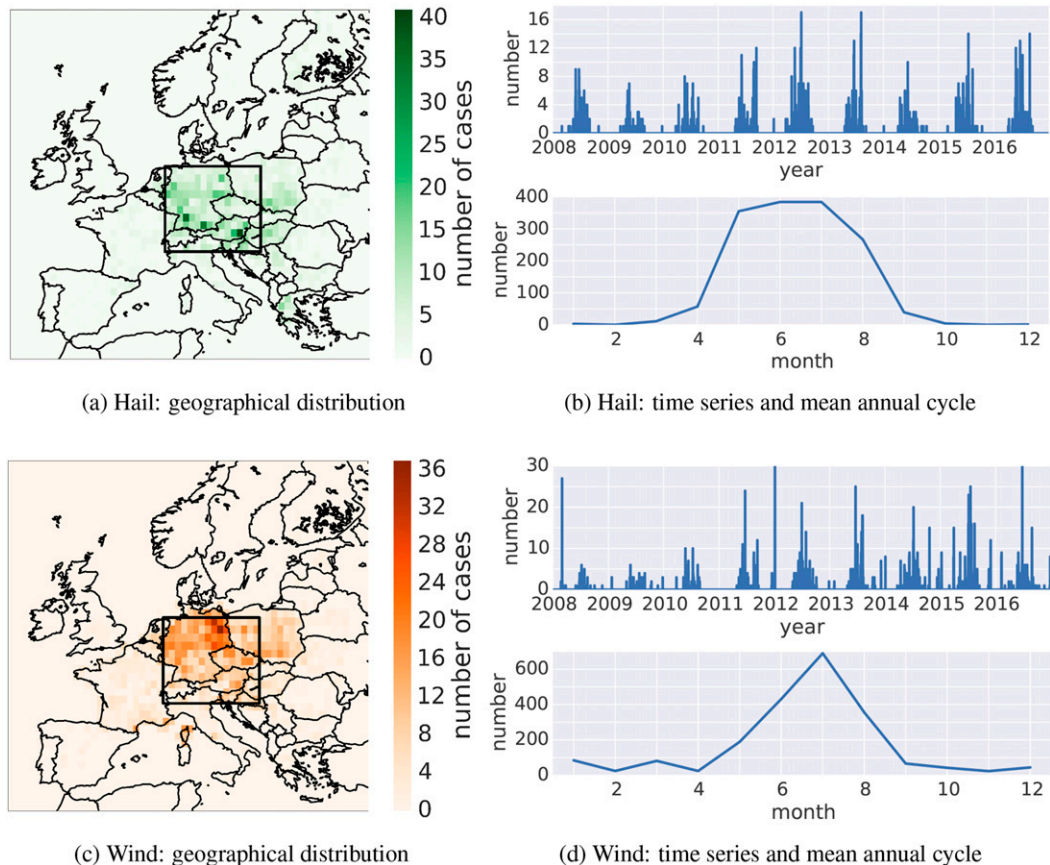 40
35
30
25
20
15
10
5
0
number of cases
(a) Hail: geographical distribution
16
12
8
4
0
number
2008 2009 2010 2011 2012 2013 2014 2015 2016
year
400
300
200
100
0
number
2 4 6 8 10 12
month
(b) Hail: time series and mean annual cycle
36
32
28
24
20
16
12
8
4
0
number of cases
(c) Wind: geographical distribution
30
20
10
0
number
2008 2009 2010 2011 2012 2013 2014 2015 2016
year
600
400
200
0
number
2 4 6 8 10 12
month
(d) Wind: time series and mean annual cycle